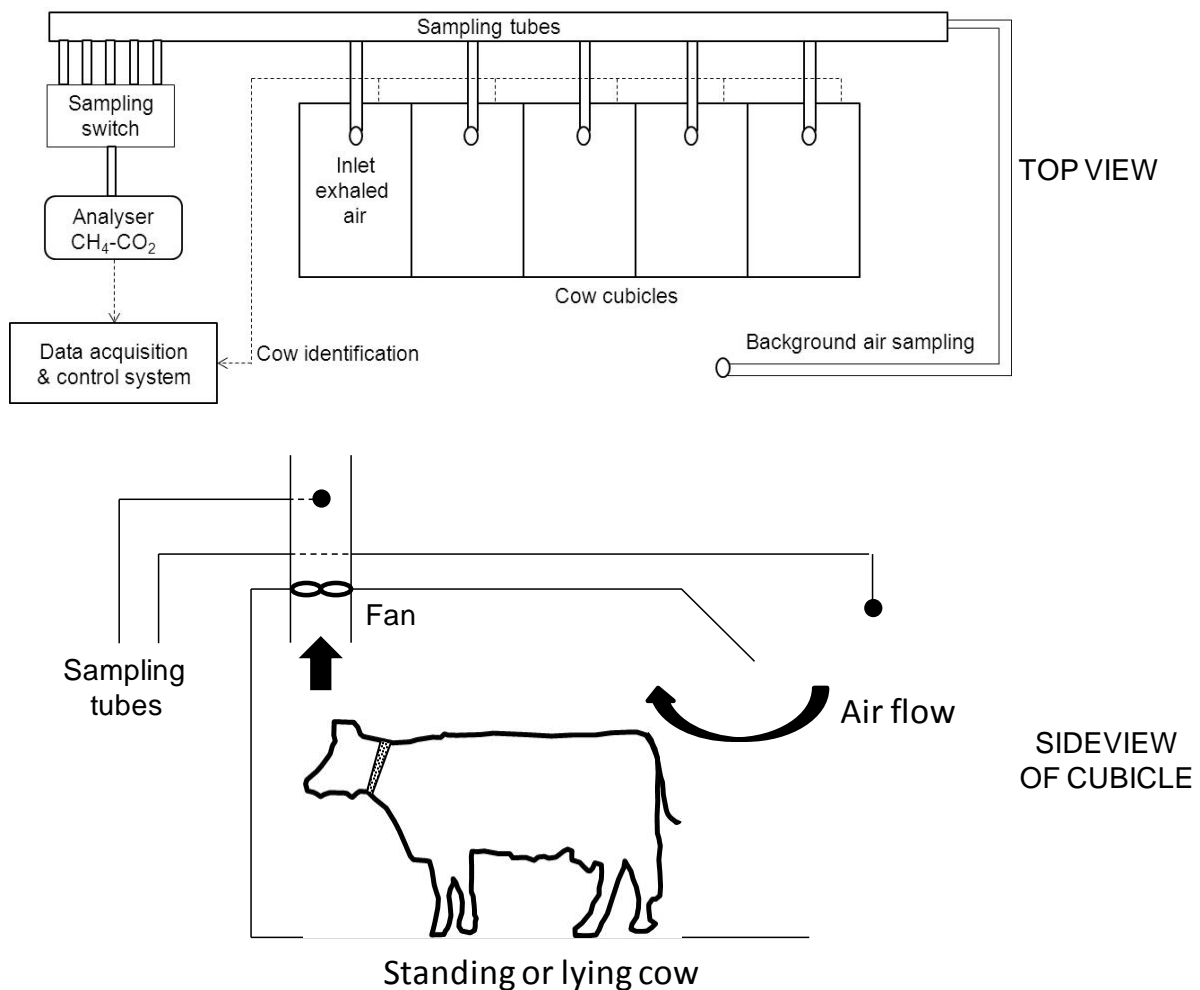 Sampling tubes
Sampling
switch
Inlet
exhaled
air
TOP VIEW
Analyser
CH₄-CO₂
Cow cubicles
Data acquisition
& control system
Cow identification
Background air sampling
Fan
Sampling
tubes
Air flow
SIDEVIEW
OF CUBICLE
Standing or lying cow